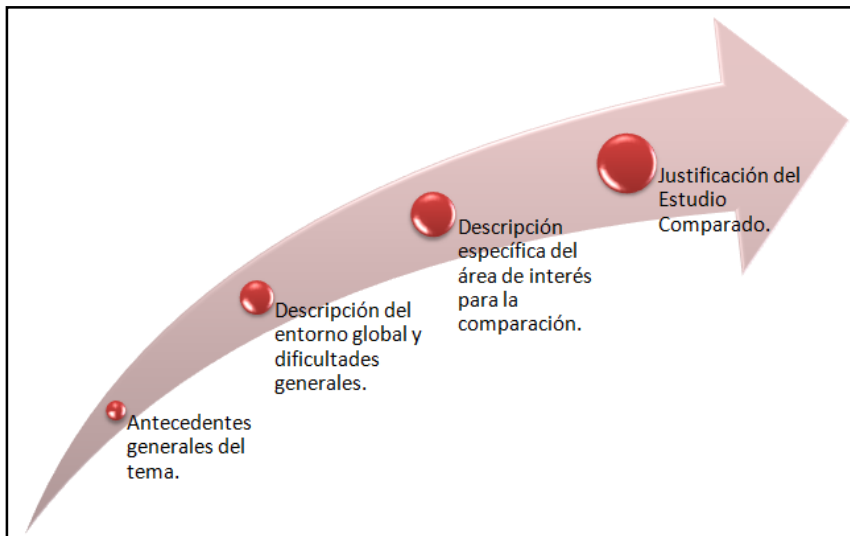 Antecedentes
generales del
tema.
Descripción del
entorno global y
dificultades
generales.
Descripción
específica del
área de interés
para la
comparación.
Justificación del
Estudio
Comparado.